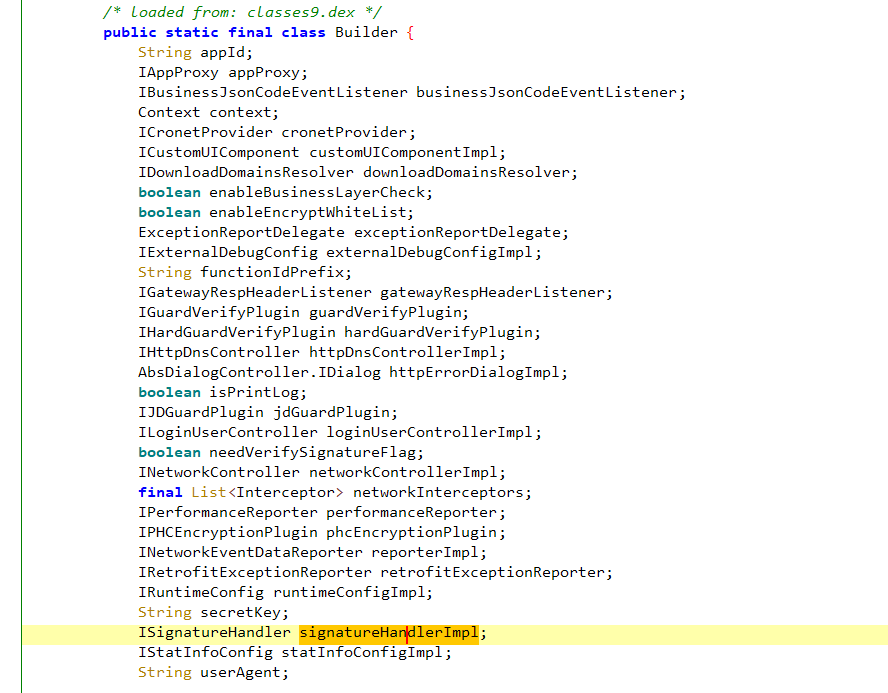 /* loaded from: classes9.dex */
public static final class Builder {
String appId;
IAppProxy appProxy;
IBusinessJsonCodeEventListener businessJsonCodeEventListener;
Context context;
ICronetProvider cronetProvider;
ICustomUIComponent customUIComponentImpl;
IDownloadDomainsResolver downloadDomainsResolver;
boolean enableBusinessLayerCheck;
boolean enableEncryptWhiteList;
ExceptionReportDelegate exceptionReportDelegate;
IExternalDebugConfig externalDebugConfigImpl;
String functionIdPrefix;
IGatewayRespHeaderListener gatewayRespHeaderListener;
IGuardVerifyPlugin guardVerifyPlugin;
IHardGuardVerifyPlugin hardGuardVerifyPlugin;
IHttpDnsController httpDnsControllerImpl;
AbsDialogController.IDialog httpErrorDialogImpl;
boolean isPrintLog;
IJDGuardPlugin jdGuardPlugin;
ILoginUserController loginUserControllerImpl;
boolean needVerifySignatureFlag;
INetworkController networkControllerImpl;
final List<Interceptor> networkInterceptors;
IPerformanceReporter performanceReporter;
IPHCEncryptionPlugin phcEncryptionPlugin;
INetworkEventDataReporter reporterImpl;
IRetrofitExceptionReporter retrofitExceptionReporter;
IRuntimeConfig runtimeConfigImpl;
String secretKey;
ISignatureHandler signatureHandlerImpl;
IStatInfoConfig statInfoConfigImpl;
String userAgent;